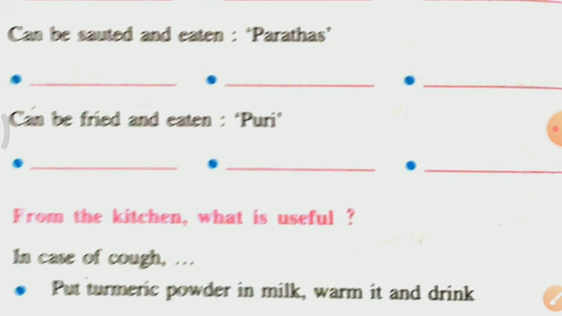 Can be sauted and eaten : 'Parathas'
Can be fried and eaten : 'Puri'
From the kitchen, what is useful ?
In case of cough, ...
Put turmeric powder in milk, warm it and drink